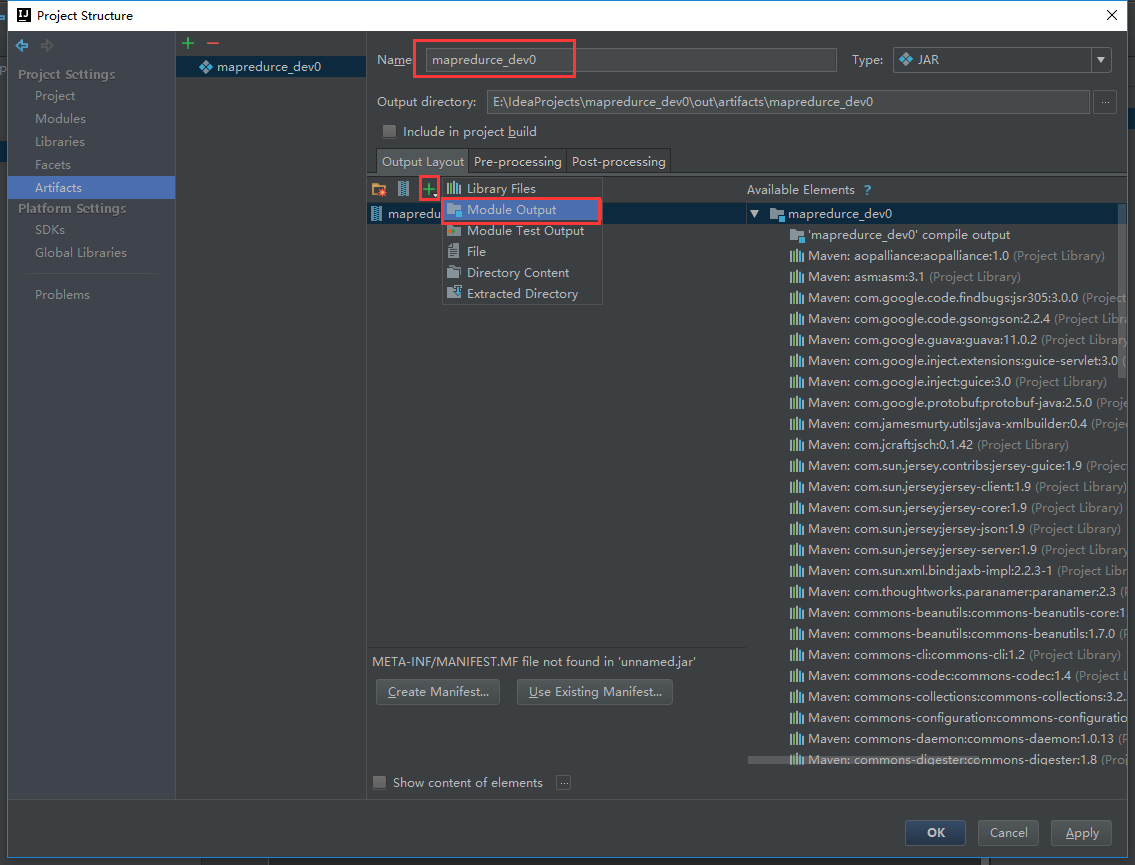 Project Structure
Project Settings
Project
Modules
Libraries
Facets
Artifacts
Platform Settings
SDKs
Global Libraries
Problems
mapredurce_dev0
Name: mapredurce_dev0
Type: JAR
Output directory: E:\IdeaProjects\mapredurce_dev0\out\artifacts\mapredurce_dev0
...
Include in project build
Output Layout Pre-processing Post-processing
mapredu
Library Files
Module Output
Module Test Output
File
Directory Content
Extracted Directory
Available Elements ?
mapredurce_dev0
'mapredurce_dev0' compile output
Maven: aopalliance:aopalliance:1.0 (Project Library)
Maven: asm:asm:3.1 (Project Library)
Maven: com.google.code.findbugs:jsr305:3.0.0 (Project
Maven: com.google.code.gson:gson:2.2.4 (Project Libra
Maven: com.google.guava:guava:11.0.2 (Project Library
Maven: com.google.inject.extensions:guice-servlet:3.0
Maven: com.google.inject:guice:3.0 (Project Library)
Maven: com.google.protobuf:protobuf-java:2.5.0 (Proje
Maven: com.jamesmurty.utils:java-xmlbuilder:0.4 (Projec
Maven: com.jcraft:jsch:0.1.42 (Project Library)
Maven: com.sun.jersey.contribs:jersey-guice:1.9 (Project
Maven: com.sun.jersey:jersey-client:1.9 (Project Library)
Maven: com.sun.jersey:jersey-core:1.9 (Project Library)
Maven: com.sun.jersey:jersey-json:1.9 (Project Library)
Maven: com.sun.jersey:jersey-server:1.9 (Project Library
Maven: com.sun.xml.bind:jaxb-impl:2.2.3-1 (Project Libr
Maven: com.thoughtworks.paranamer:paranamer:2.3 (
Maven: commons-beanutils:commons-beanutils-core:1.
Maven: commons-beanutils:commons-beanutils:1.7.0 (
Maven: commons-cli:commons-cli:1.2 (Project Library)
Maven: commons-codec:commons-codec:1.4 (Project L
Maven: commons-collections:commons-collections:3.2.
Maven: commons-configuration:commons-configuratio
Maven: commons-daemon:commons-daemon:1.0.13 (P
Maven: commons-digester:commons-digester:1.8 (Proj
META-INF/MANIFEST.MF file not found in 'unnamed.jar'
Create Manifest... Use Existing Manifest...
Show content of elements ...
OK Cancel Apply